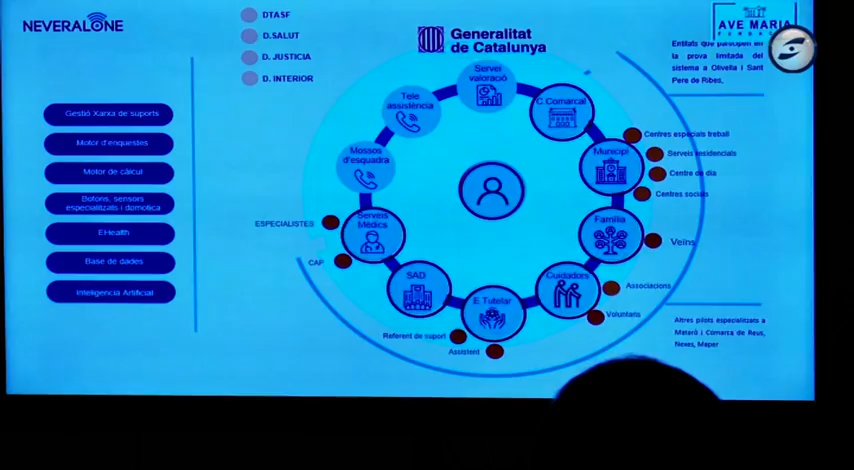 NEVERALONE
Gestió Xarxa de suports
Motor d'enquestes
Motor de càlcul
Botons, sensors
especialitzats i domòtica
EHealth
Base de dades
Inteligencia Artificial
DTASF
D.SALUT
D. JUSTICIA
D. INTERIOR
Generalitat
de Catalunya
AVE MARIA
Entitats que participen en
la prova limitada del
sistema a Olivella i Sant
Pere de Ribes,
Servei
valoració
C.Comarcal
Municipi
Família
Cuidadors
E Tutelar
SAD
Serveis
Mèdics
Mossos
d'esquadra
Tele
assistència
Centres especials treball
Serveis residencials
Centre de dia
Centres socials
Veïns
Associacions
Voluntaris
Assistent
Referent de suport
CAP
ESPECIALISTES
Altres pilots especialitzats a
Mataró i Comarca de Reus,
Nexes, Maper